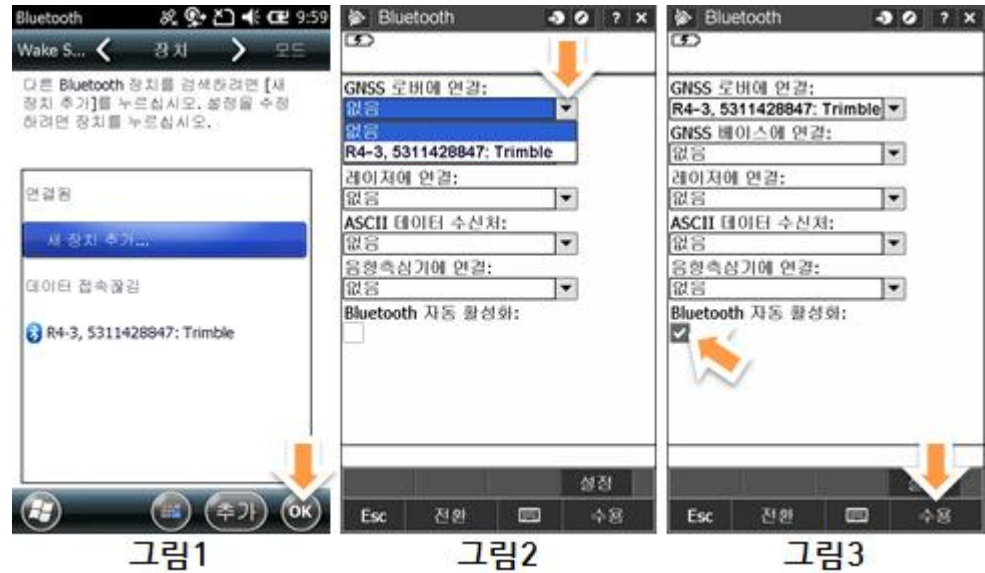 Bluetooth 9:59
Wake S... 장치 모드
다른 Bluetooth 장치를 검색하려면 [새
장치 추가]를 누르십시오. 설정을 수정
하려면 장치를 누르십시오.
연결됨
새 장치 추가...
데이터 접속끊김
R4-3, 5311428847: Trimble
추가 OK
그림1
Bluetooth ? ×
GNSS 로버에 연결:
없음
없음
R4-3, 5311428847: Trimble
레이저에 연결:
없음
ASCII 데이터 수신처:
없음
음향측심기에 연결:
없음
Bluetooth 자동 활성화:
설정
Esc 전환 수용
그림2
Bluetooth ? ×
GNSS 로버에 연결:
R4-3, 5311428847: Trimble
GNSS 베이스에 연결:
없음
레이저에 연결:
없음
ASCII 데이터 수신처:
없음
음향측심기에 연결:
없음
Bluetooth 자동 활성화:
Esc 전환 수용
그림3